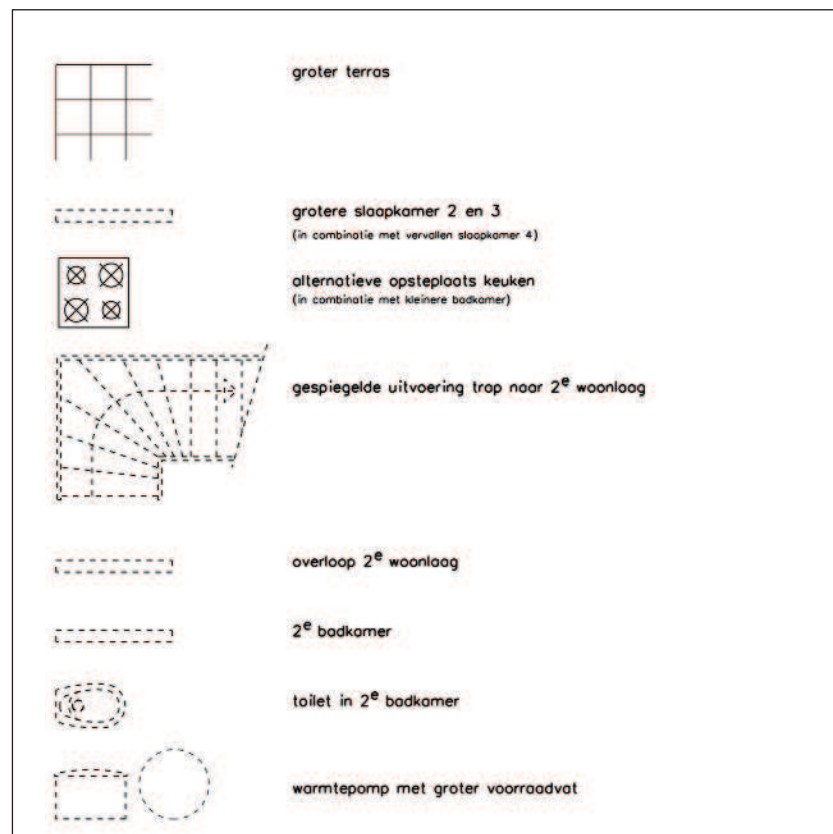 groter terras
grotere slaapkamer 2 en 3
(in combinatie met vervallen slaapkamer 4)
alternatieve opsteplaats keuken
(in combinatie met kleinere badkamer)
gespiegelde uitvoering trap naar 2e woonlaag
overloop 2e woonlaag
2e badkamer
toilet in 2e badkamer
warmtepomp met groter voorraadvat